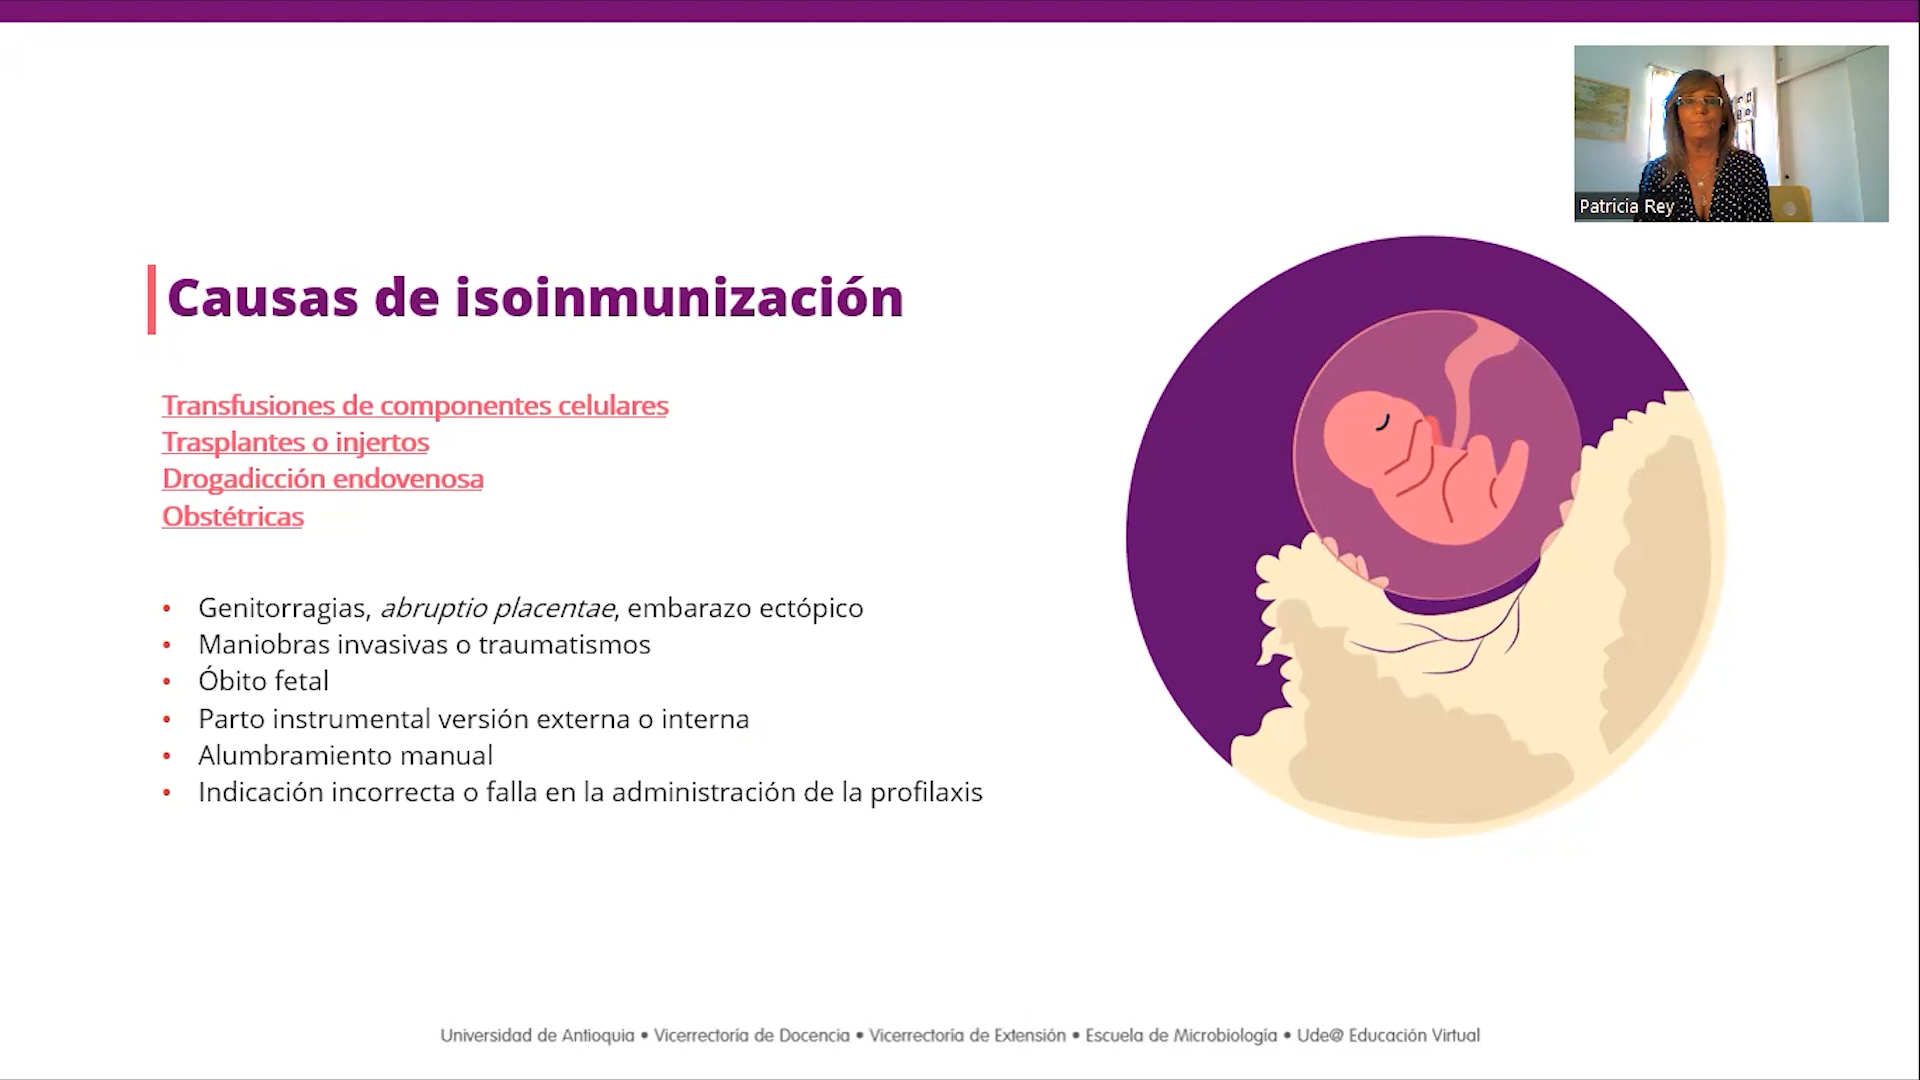 Patricia Rey
Causas de isoinmunización
Transfusiones de componentes celulares
Trasplantes o injertos
Drogadicción endovenosa
Obstétricas
• Genitorragias, abruptio placentae, embarazo ectópico
• Maniobras invasivas o traumatismos
• Óbito fetal
• Parto instrumental versión externa o interna
• Alumbramiento manual
• Indicación incorrecta o falla en la administración de la profilaxis
Universidad de Antioquia • Vicerrectoría de Docencia • Vicerrectoría de Extensión • Escuela de Microbiología • Ude@ Educación Virtual